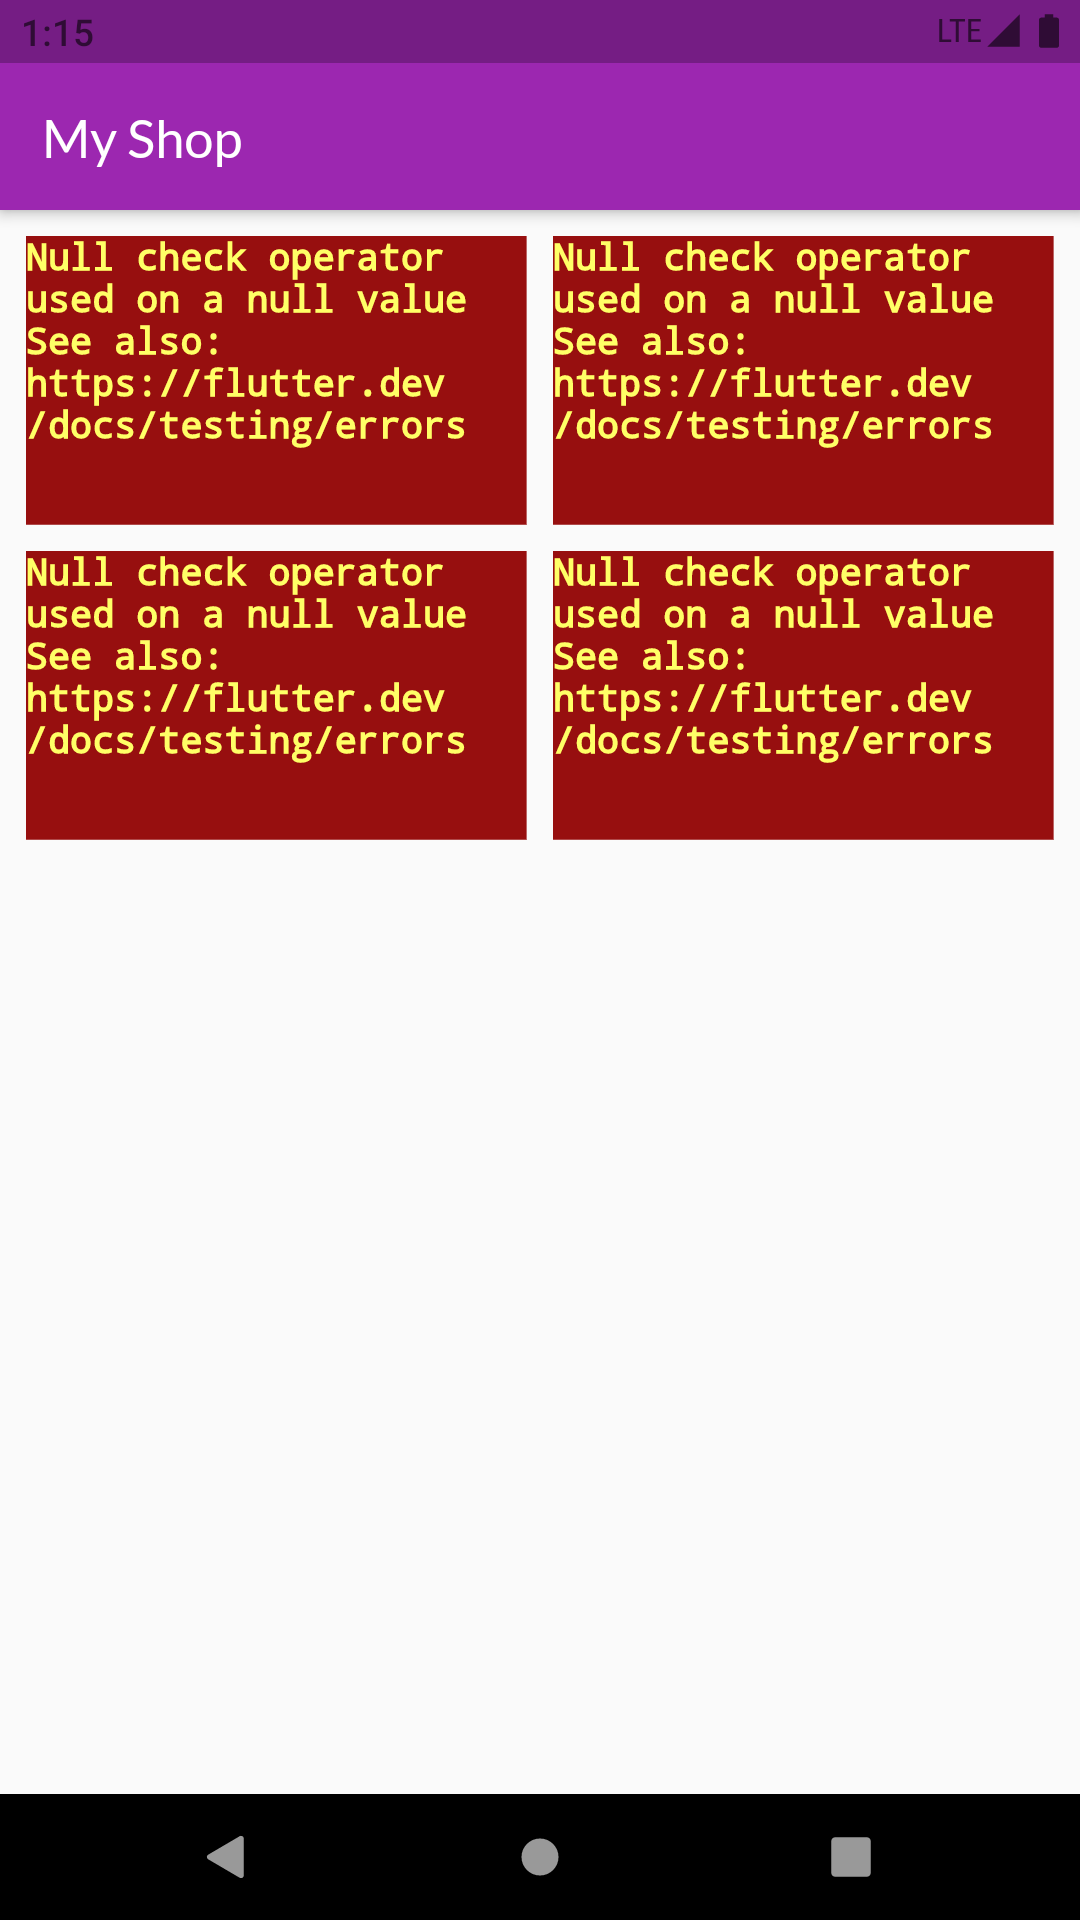 1:15
LTE
My Shop
Null check operator
used on a null value
See also:
https://flutter.dev
/docs/testing/errors
Null check operator
used on a null value
See also:
https://flutter.dev
/docs/testing/errors
Null check operator
used on a null value
See also:
https://flutter.dev
/docs/testing/errors
Null check operator
used on a null value
See also:
https://flutter.dev
/docs/testing/errors